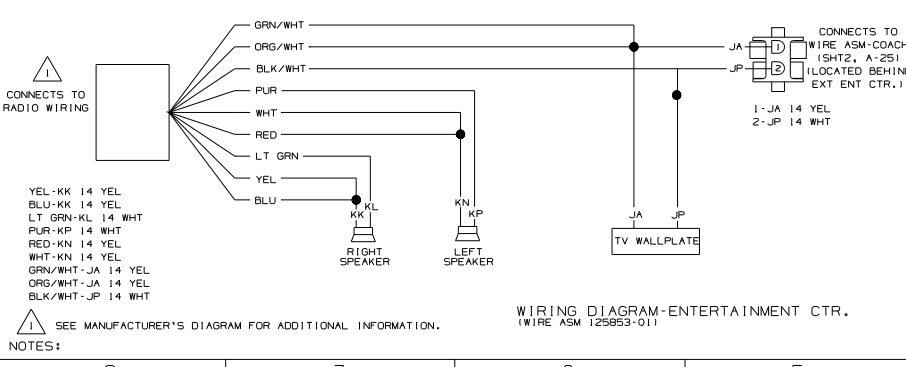 GRN/WHT
ORG/WHT
BLK/WHT
PUR
WHT
RED
LT GRN
YEL
BLU
1
CONNECTS TO
RADIO WIRING
JA
JP
1
2
CONNECTS TO
WIRE ASM-COACH
(SHT2, A-25)
(LOCATED BEHIN
EXT ENT CTR.)
1-JA 14 YEL
2-JP 14 WHT
KK
KL
RIGHT
SPEAKER
KN
KP
LEFT
SPEAKER
JA
JP
TV WALLPLATE
YEL-KK 14 YEL
BLU-KK 14 YEL
LT GRN-KL 14 WHT
PUR-KP 14 WHT
RED-KN 14 YEL
WHT-KN 14 YEL
GRN/WHT-JA 14 YEL
ORG/WHT-JA 14 YEL
BLK/WHT-JP 14 WHT
1 SEE MANUFACTURER'S DIAGRAM FOR ADDITIONAL INFORMATION.
NOTES:
WIRING DIAGRAM-ENTERTAINMENT CTR.
(WIRE ASM 125853-01)